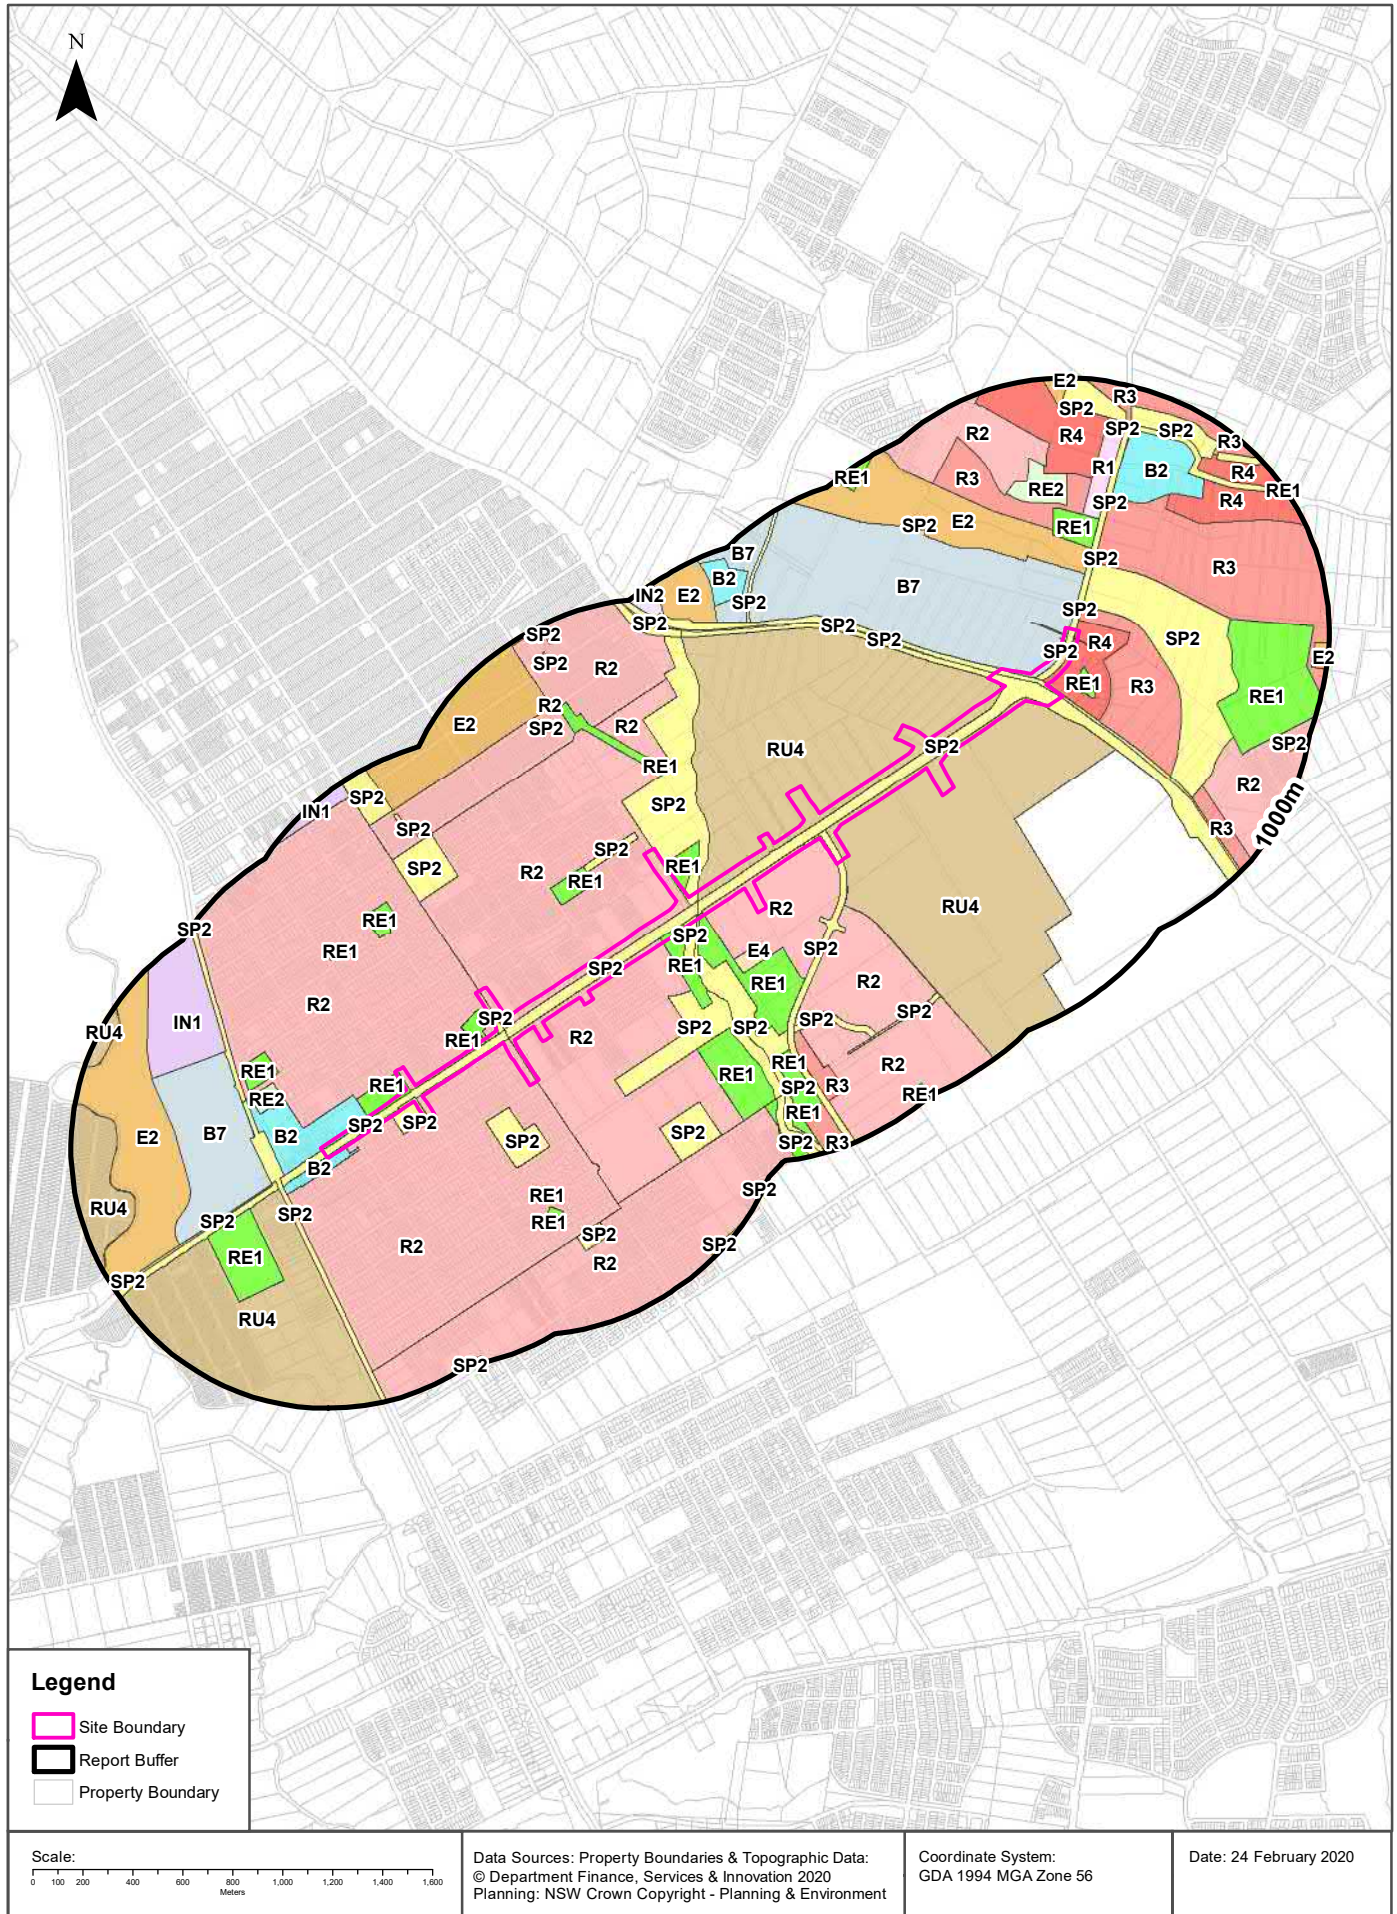 N
E2
R3
SP2
R2
R4
SP2
SP2
R3
R1
B2
R4
RE1
R3
RE2
RE1
SP2
R4
SP2
E2
RE1
B7
SP2
R3
B2
E2
B7
IN2
SP2
SP2
SP2
SP2
SP2
SP2
R4
SP2
SP2
SP2
R2
E2
RE1
R3
RE1
R2
E2
SP2
R2
RU4
SP2
SP2
RE1
R2
SP2
SP2
IN1
R3
1000m
SP2
SP2
SP2
RE1
R2
RE1
RU4
RE1
R2
SP2
SP2
RE1
E4
SP2
RE1
SP2
R2
RE1
R2
SP2
SP2
IN1
SP2
SP2
SP2
RU4
RE1
R2
RE1
R2
RE1
RE1
RE1
SP2
R3
RE1
RE2
RE1
SP2
SP2
B7
SP2
B2
E2
SP2
SP2
R3
B2
SP2
RE1
RU4
SP2
SP2
RE1
SP2
SP2
R2
RE1
R2
SP2
RU4
SP2
Legend
Site Boundary
Report Buffer
Property Boundary
Scale:
0 100 200 400 600 800 1,000 1,200 1,400 1,600
Meters
Data Sources: Property Boundaries & Topographic Data:
© Department Finance, Services & Innovation 2020
Planning: NSW Crown Copyright - Planning & Environment
Coordinate System:
GDA 1994 MGA Zone 56
Date: 24 February 2020